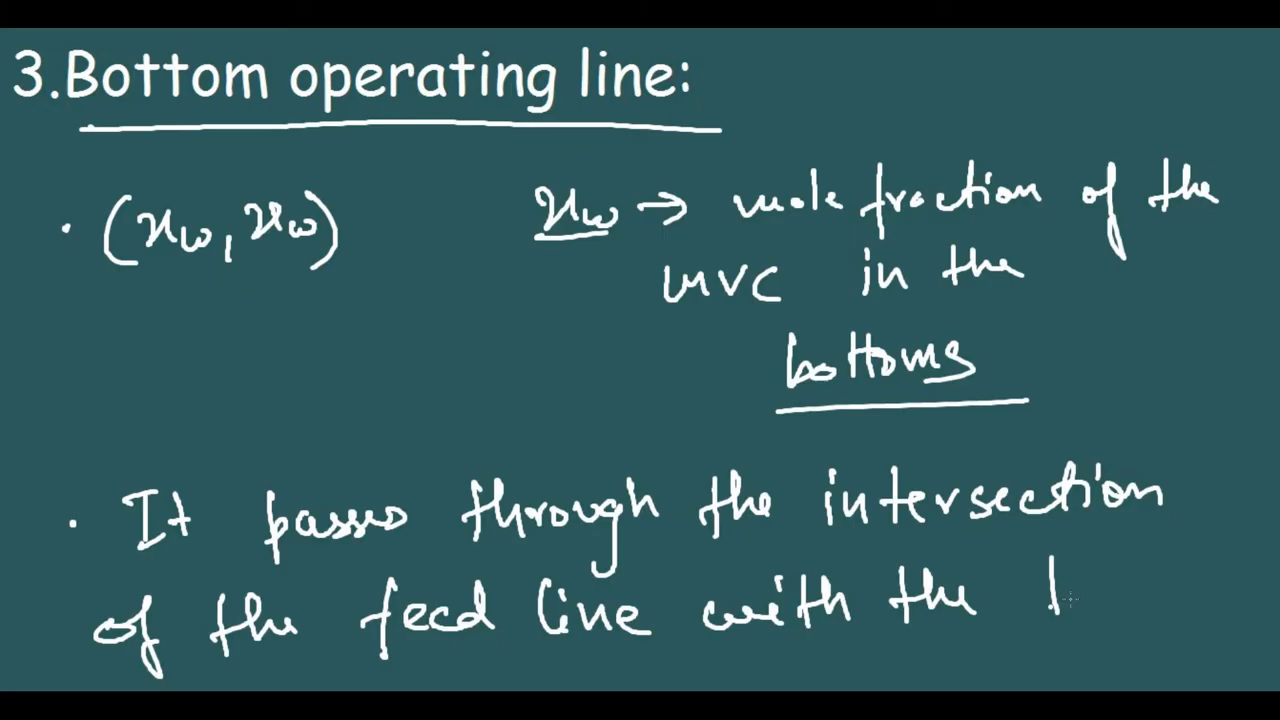 3.Bottom operating line:
· (xw, xw) xw → mole fraction of the
MVC in the
bottoms
· It passes through the intersection
of the feed line with the